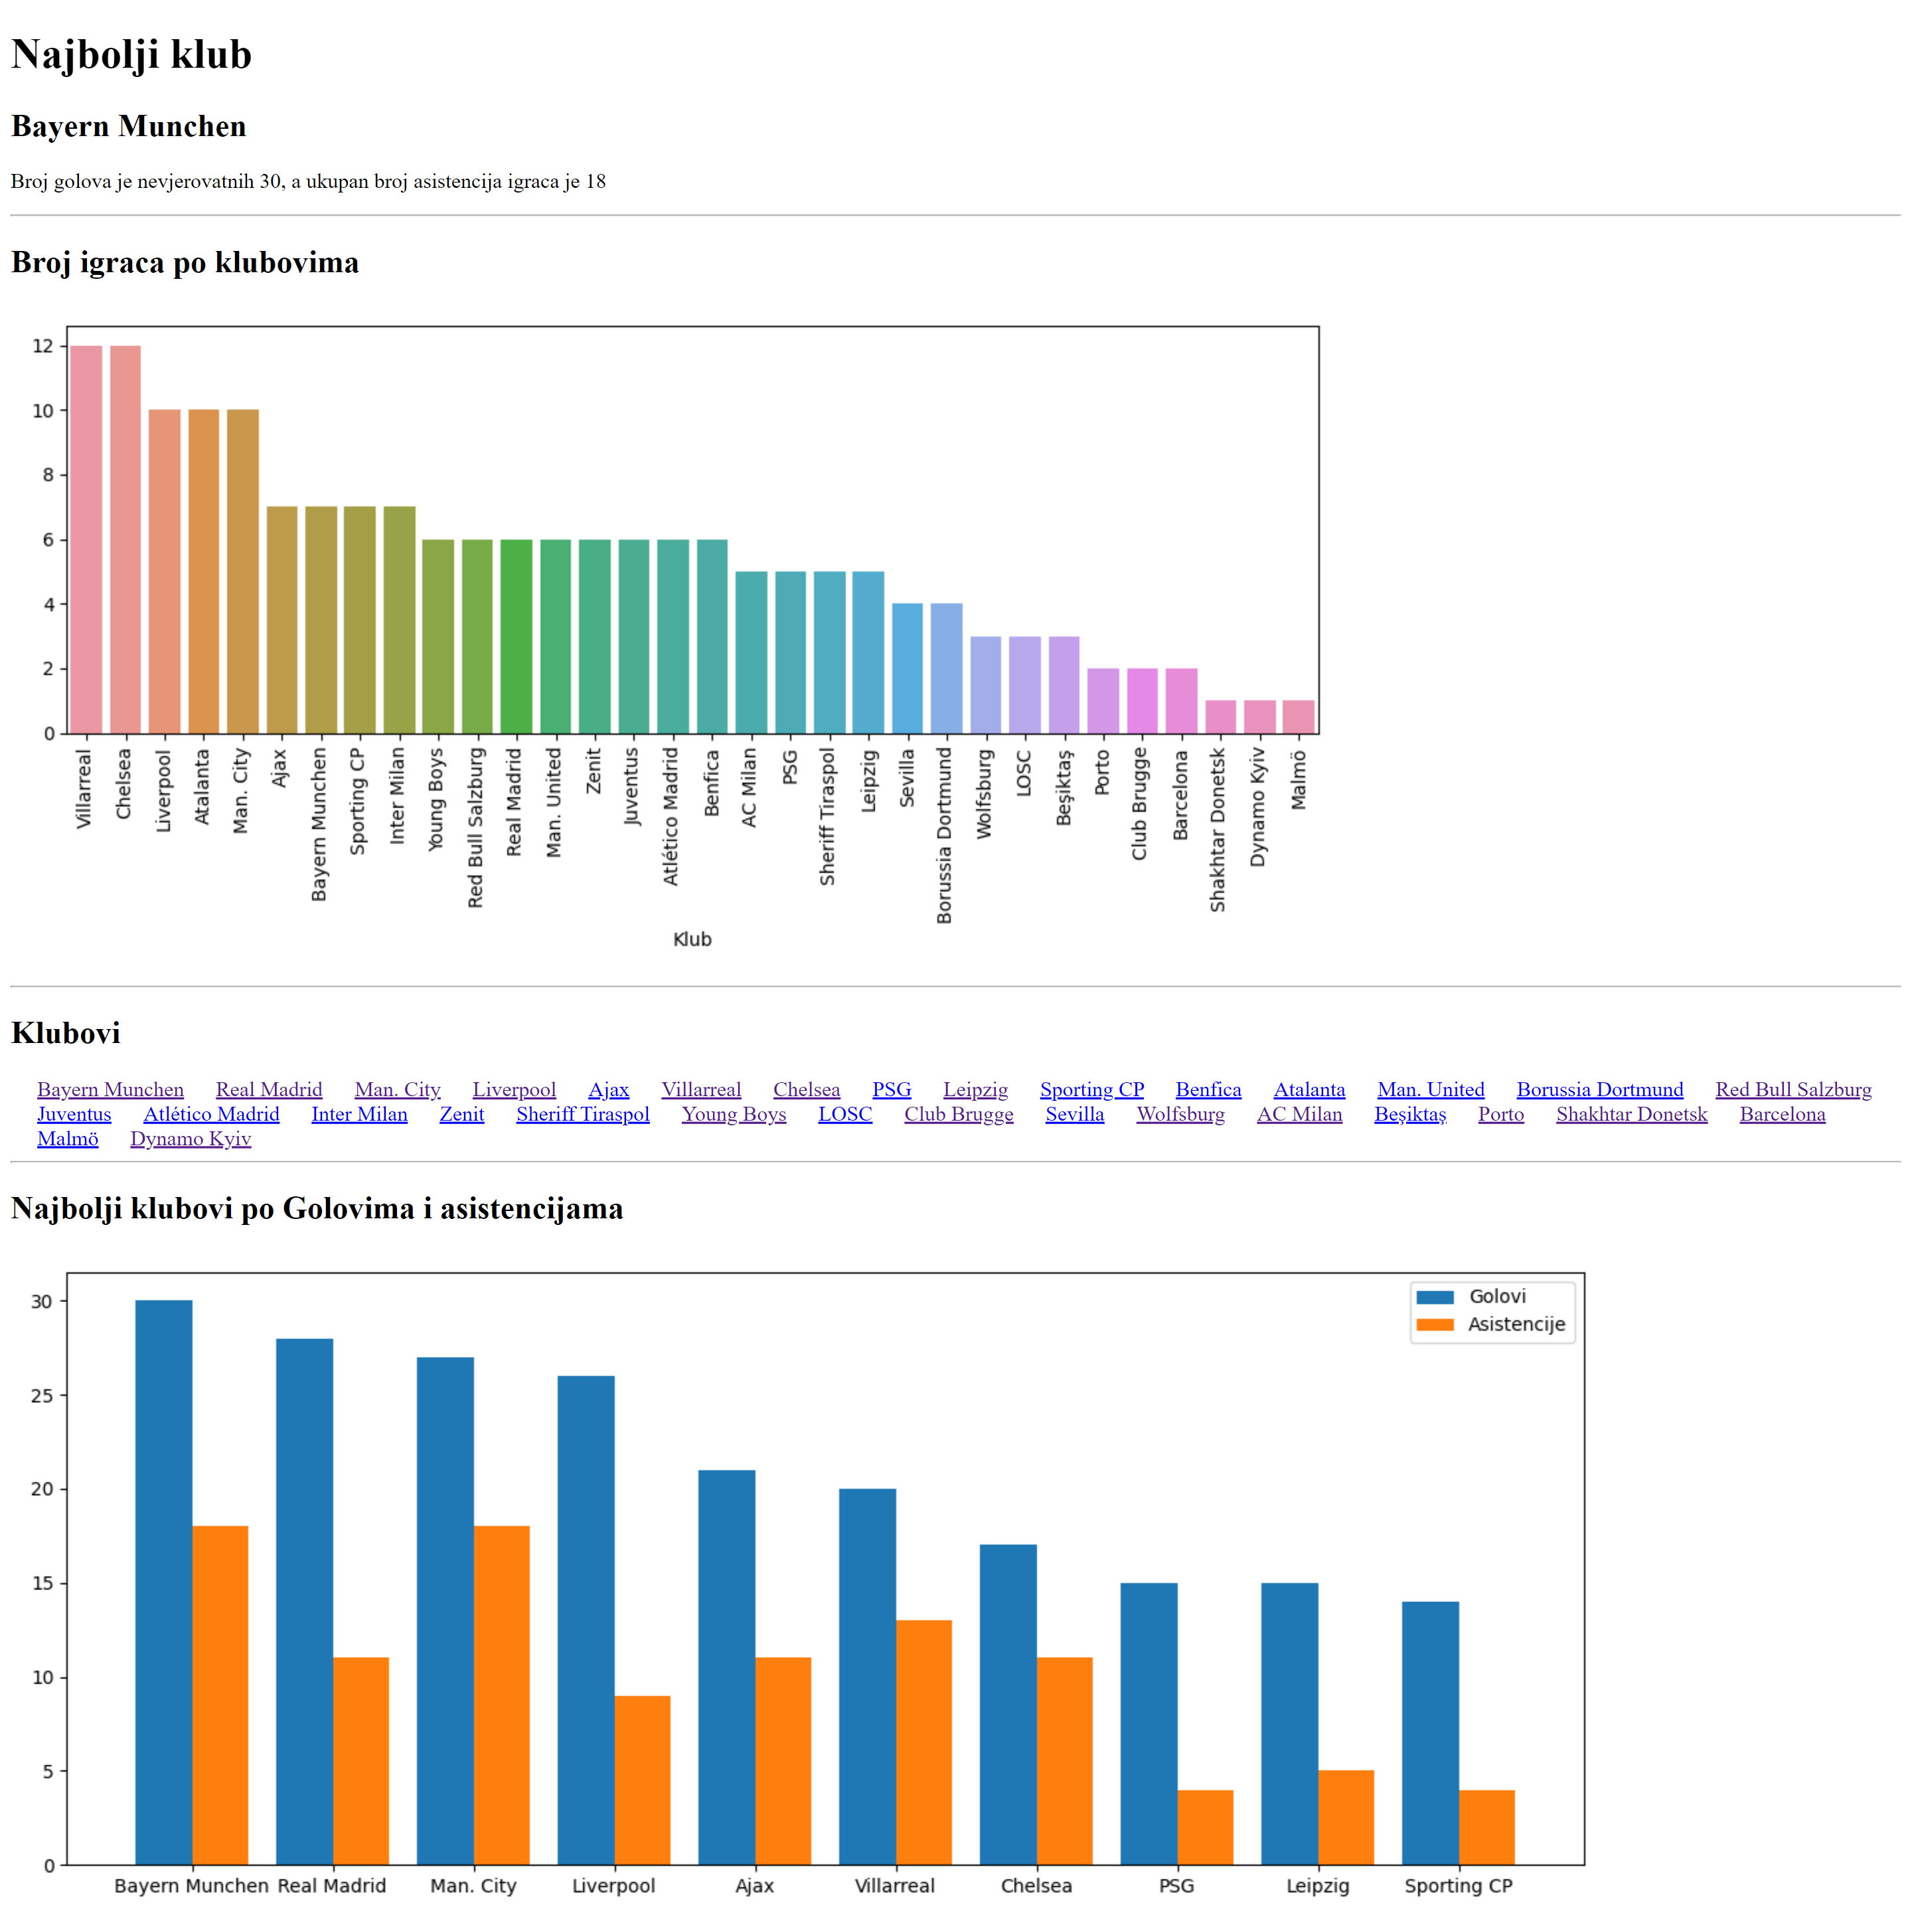 Najbolji klub
Bayern Munchen
Broj golova je nevjerovatnih 30, a ukupan broj asistencija igraca je 18
Broj igraca po klubovima
12
10
8
6
4
2
0
Villarreal
Chelsea
Liverpool
Atalanta
Man. City
Ajax
Bayern Munchen
Sporting CP
Inter Milan
Young Boys
Red Bull Salzburg
Real Madrid
Man. United
Zenit
Juventus
Atlético Madrid
Benfica
AC Milan
PSG
Sheriff Tiraspol
Leipzig
Sevilla
Borussia Dortmund
Wolfsburg
LOSC
Beşiktaş
Porto
Club Brugge
Barcelona
Shakhtar Donetsk
Dynamo Kyiv
Malmö
Klub
Klubovi
Bayern Munchen Real Madrid Man. City Liverpool Ajax Villarreal Chelsea PSG Leipzig Sporting CP Benfica Atalanta Man. United Borussia Dortmund Red Bull Salzburg
Juventus Atlético Madrid Inter Milan Zenit Sheriff Tiraspol Young Boys LOSC Club Brugge Sevilla Wolfsburg AC Milan Beşiktaş Porto Shakhtar Donetsk Barcelona
Malmö Dynamo Kyiv
Najbolji klubovi po Golovima i asistencijama
Golovi
Asistencije
30
25
20
15
10
5
0
Bayern Munchen Real Madrid Man. City Liverpool Ajax Villarreal Chelsea PSG Leipzig Sporting CP